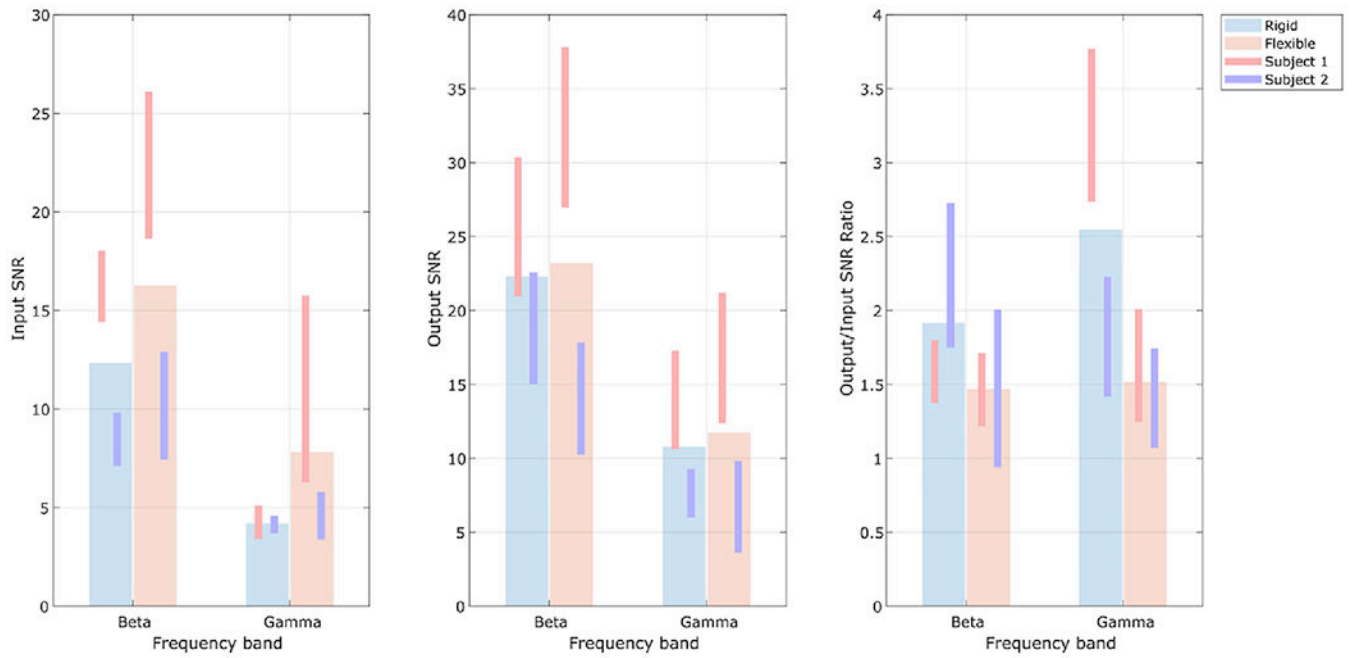 30
25
20
15
10
5
0
Input SNR
Beta
Gamma
Frequency band
40
35
30
25
20
15
10
5
0
Output SNR
Beta
Gamma
Frequency band
4
3.5
3
2.5
2
1.5
1
0.5
0
Output/Input SNR Ratio
Beta
Gamma
Frequency band
Rigid
Flexible
Subject 1
Subject 2